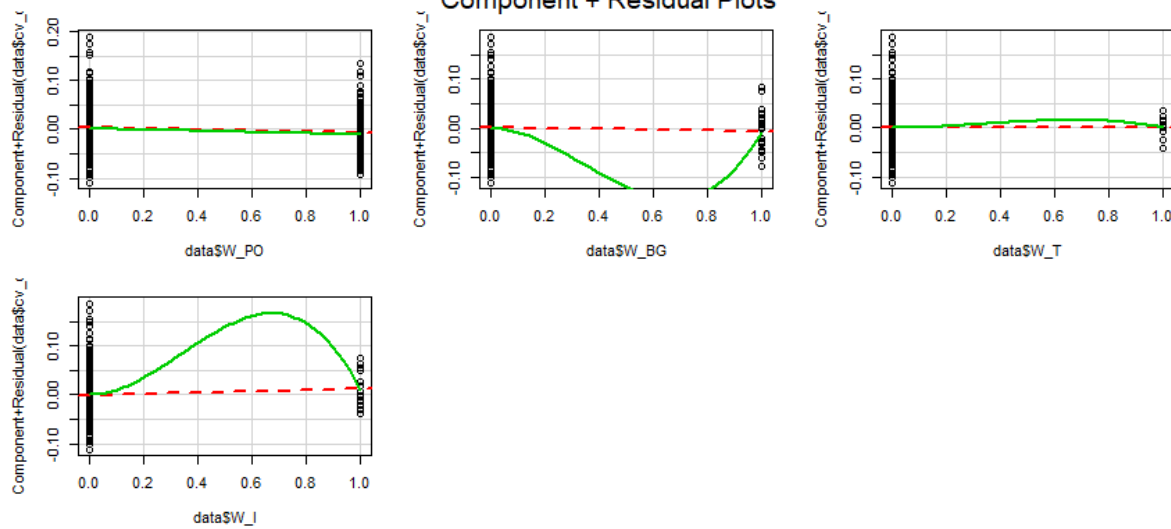 Component + Residual Plots
Component+Residual(data$cv_
0.20
0.10
0.00
-0.10
0.0 0.2 0.4 0.6 0.8 1.0
data$W_PO
Component+Residual(data$cv_
0.10
0.00
-0.10
0.0 0.2 0.4 0.6 0.8 1.0
data$W_BG
Component+Residual(data$cv_
0.10
0.00
-0.10
0.0 0.2 0.4 0.6 0.8 1.0
data$W_T
Component+Residual(data$cv_
0.10
0.00
-0.10
0.0 0.2 0.4 0.6 0.8 1.0
data$W_I